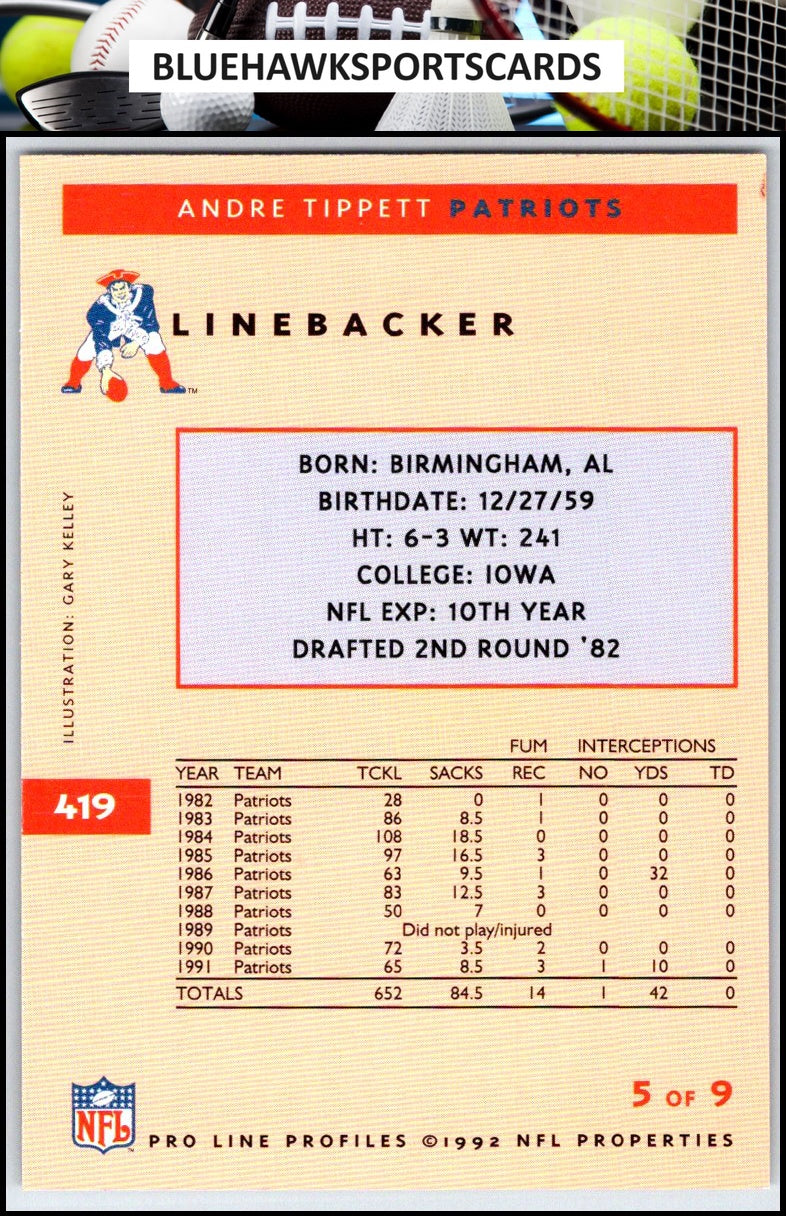 BLUEHAWKSPORTSCARDS
ANDRE TIPPETT PATRIOTS
LINEBACKER
TM
BORN: BIRMINGHAM, AL
BIRTHDATE: 12/27/59
HT: 6-3 WT: 241
COLLEGE: IOWA
NFL EXP: 10TH YEAR
DRAFTED 2ND ROUND '82
ILLUSTRATION: GARY KELLEY
419
FUM INTERCEPTIONS
YEAR TEAM TCKL SACKS REC NO YDS TD
1982 Patriots 28 0 1 0 0 0
1983 Patriots 86 8.5 1 0 0 0
1984 Patriots 108 18.5 0 0 0 0
1985 Patriots 97 16.5 3 0 0 0
1986 Patriots 63 9.5 1 0 32 0
1987 Patriots 83 12.5 3 0 0 0
1988 Patriots 50 7 0 0 0 0
1989 Patriots Did not play/injured
1990 Patriots 72 3.5 2 0 0 0
1991 Patriots 65 8.5 3 1 10 0
TOTALS 652 84.5 14 1 42 0
5 OF 9
NFL
TM
PRO LINE PROFILES ©1992 NFL PROPERTIES